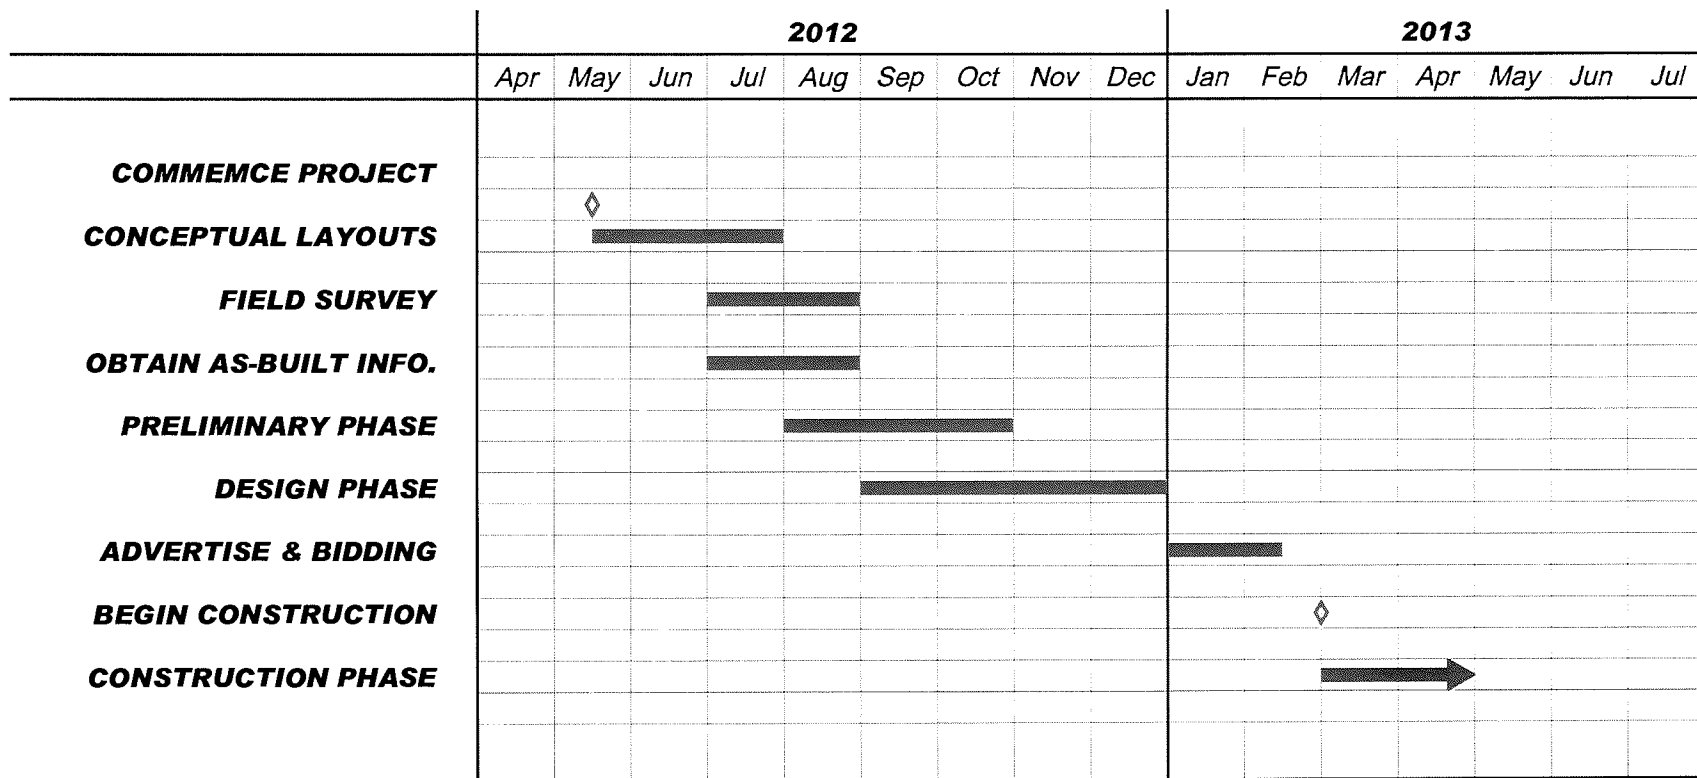 2012 2013
Apr May Jun Jul Aug Sep Oct Nov Dec Jan Feb Mar Apr May Jun Jul
COMMEMCE PROJECT
CONCEPTUAL LAYOUTS
FIELD SURVEY
OBTAIN AS-BUILT INFO.
PRELIMINARY PHASE
DESIGN PHASE
ADVERTISE & BIDDING
BEGIN CONSTRUCTION
CONSTRUCTION PHASE